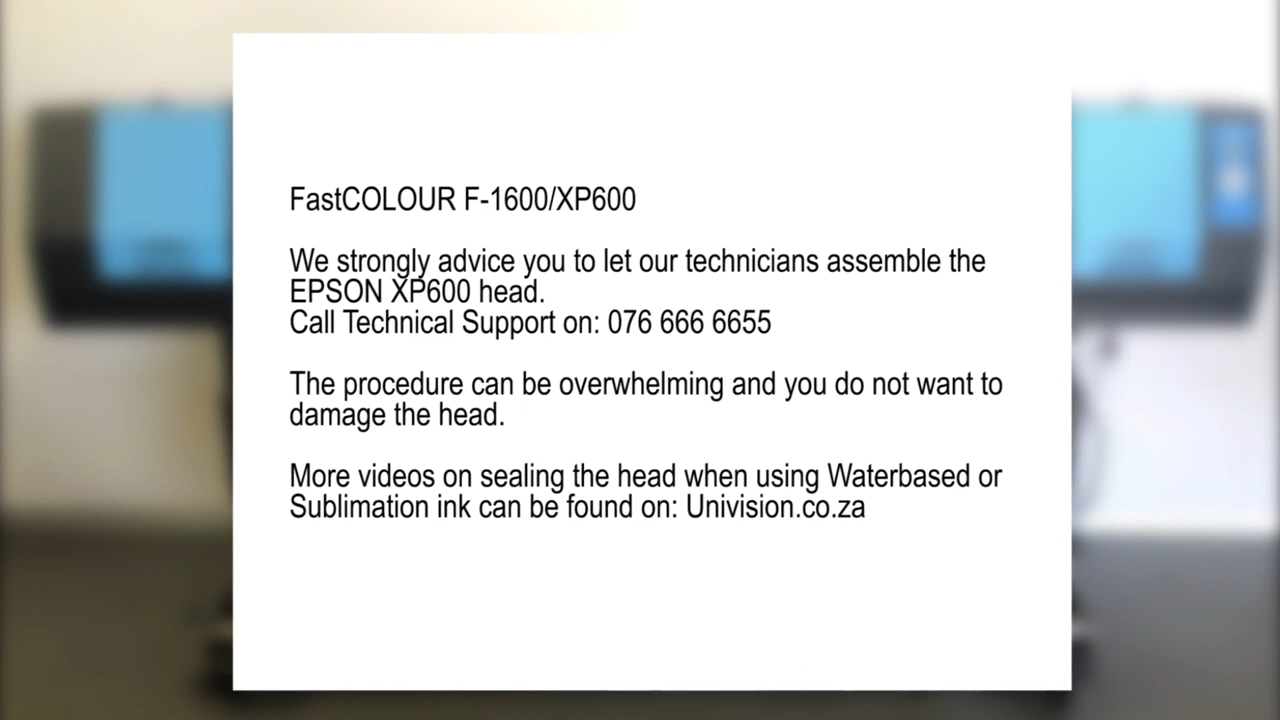 FastCOLOUR F-1600/XP600
We strongly advice you to let our technicians assemble the
EPSON XP600 head.
Call Technical Support on: 076 666 6655
The procedure can be overwhelming and you do not want to
damage the head.
More videos on sealing the head when using Waterbased or
Sublimation ink can be found on: Univision.co.za